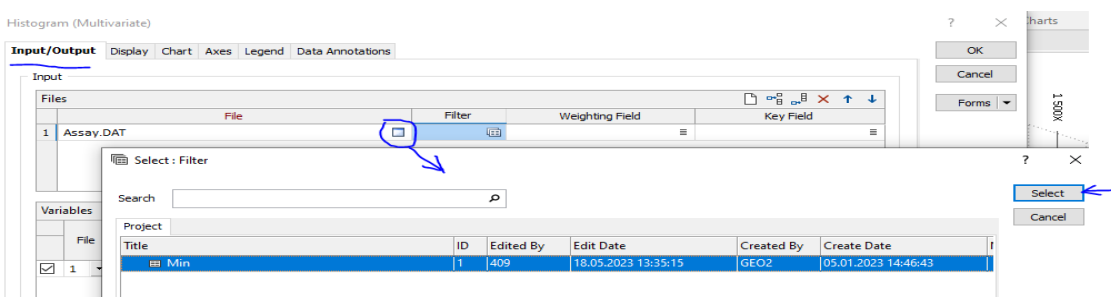 Histogram (Multivariate)
? ×
harts
Input/Output Display Chart Axes Legend Data Annotations
OK
Input
Cancel
Files
Forms
1 500X
File Filter Weighting Field Key Field
1 Assay.DAT
Select : Filter
? ×
Search
Select
Variables
Cancel
Project
File
Title ID Edited By Edit Date Created By Create Date
1
Min 1 409 18.05.2023 13:35:15 GEO2 05.01.2023 14:46:43